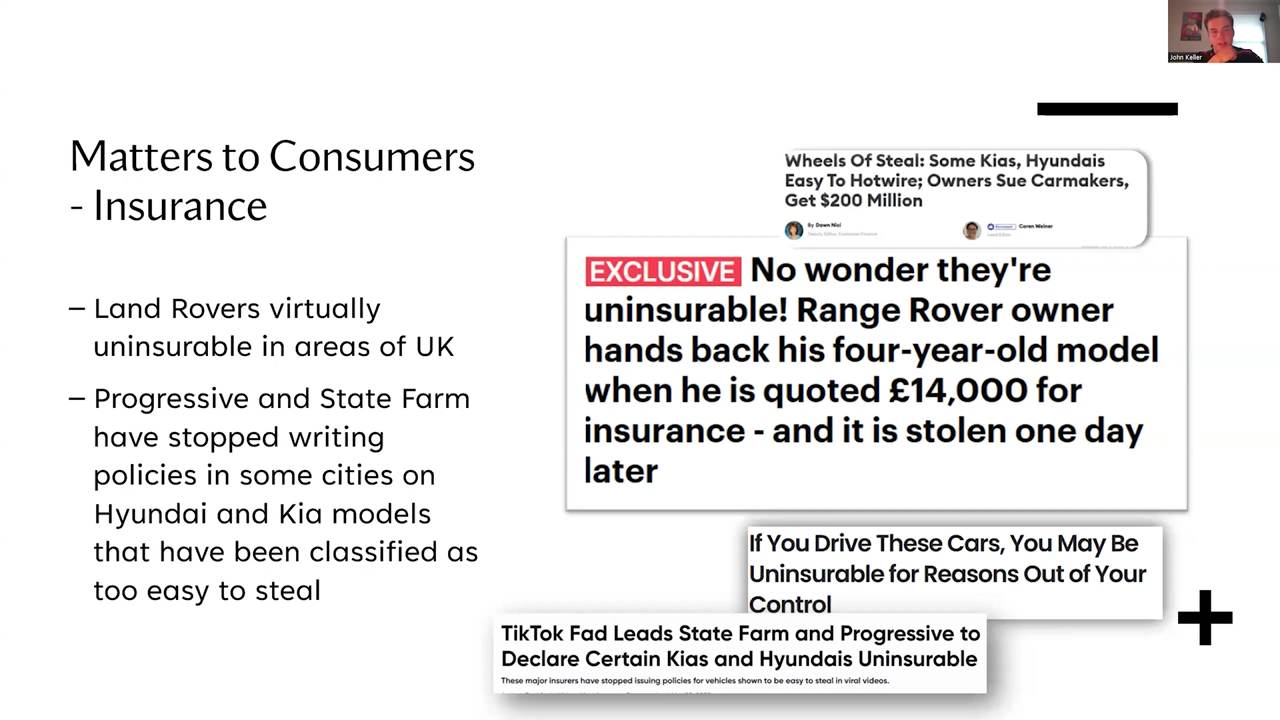 John Keller
Matters to Consumers
- Insurance
– Land Rovers virtually
uninsurable in areas of UK
– Progressive and State Farm
have stopped writing
policies in some cities on
Hyundai and Kia models
that have been classified as
too easy to steal
Wheels Of Steal: Some Kias, Hyundais
Easy To Hotwire; Owners Sue Carmakers,
Get $200 Million
By Dawn Nici
Caren Weiner
EXCLUSIVE No wonder they're
uninsurable! Range Rover owner
hands back his four-year-old model
when he is quoted £14,000 for
insurance - and it is stolen one day
later
If You Drive These Cars, You May Be
Uninsurable for Reasons Out of Your
Control
TikTok Fad Leads State Farm and Progressive to
Declare Certain Kias and Hyundais Uninsurable
These major insurers have stopped issuing policies for vehicles shown to be easy to steal in viral videos.